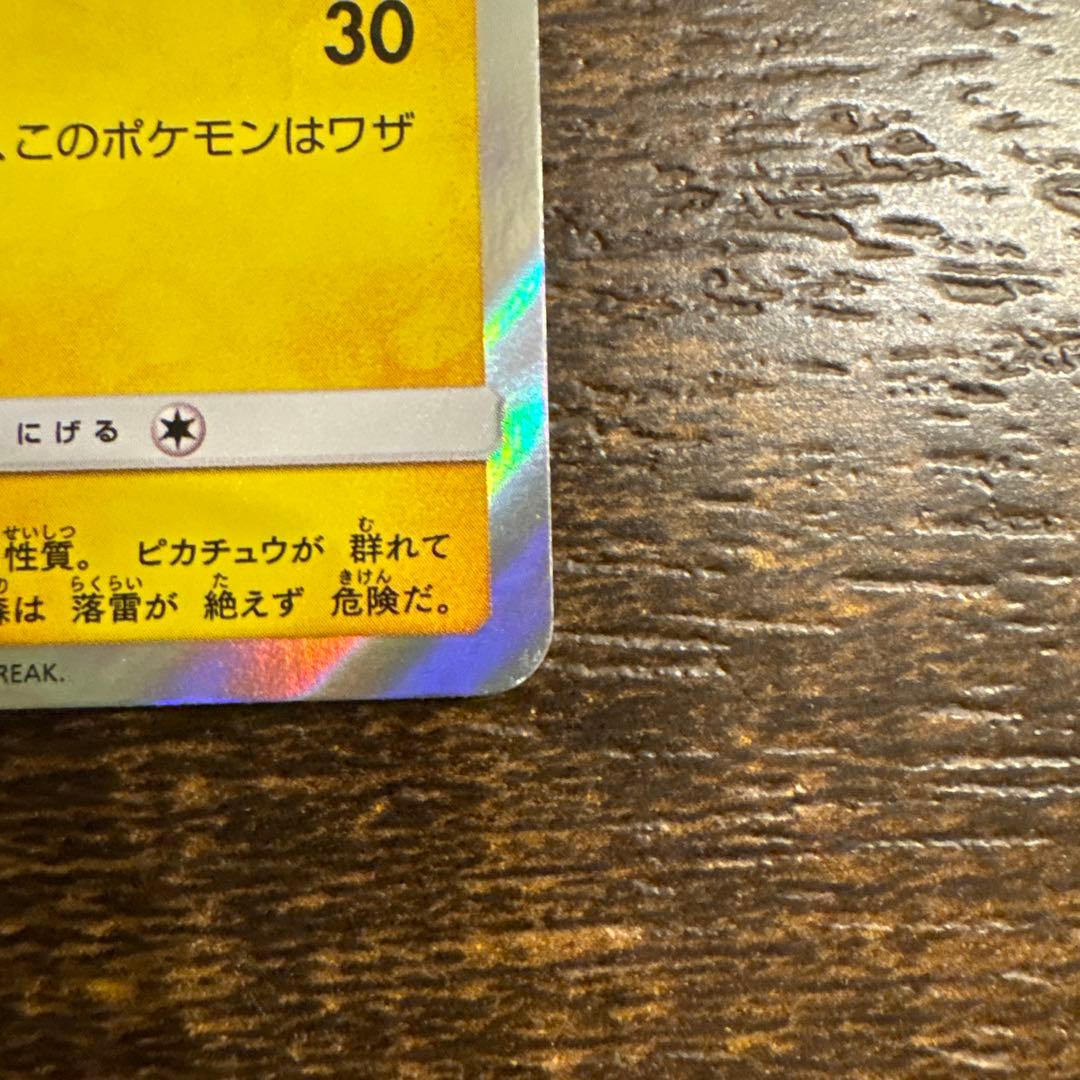 30
、このポケモンはワザ
にげる
せいしつ む
性質。 ピカチュウが 群れて
らくらい た きけん
森は 落雷が 絶えず 危険だ。
REAK.